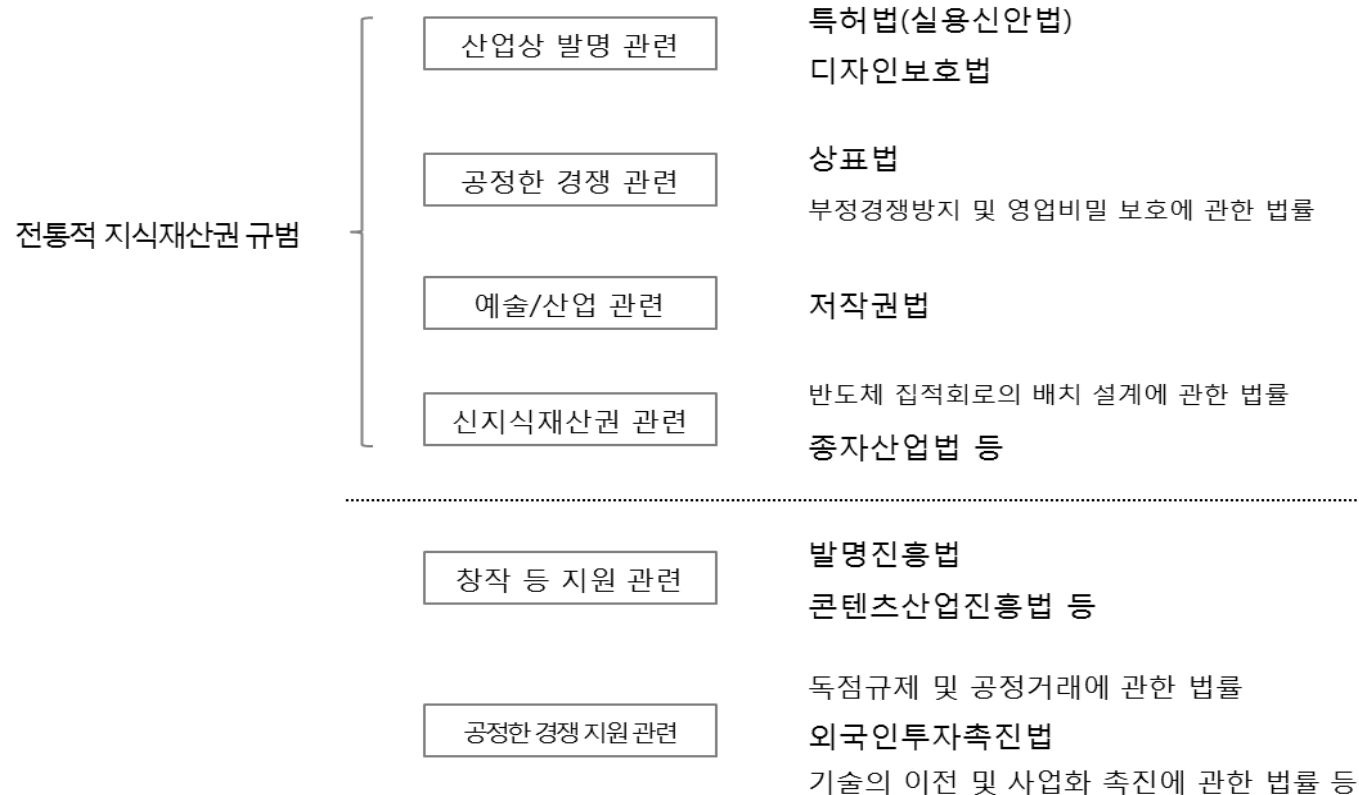 산업상 발명 관련
특허법(실용신안법)
디자인보호법
공정한 경쟁 관련
상표법
부정경쟁방지 및 영업비밀 보호에 관한 법률
전통적 지식재산권 규범
예술/산업 관련
저작권법
신지식재산권 관련
반도체 집적회로의 배치 설계에 관한 법률
종자산업법 등
창작 등 지원 관련
발명진흥법
콘텐츠산업진흥법 등
공정한 경쟁 지원 관련
독점규제 및 공정거래에 관한 법률
외국인투자촉진법
기술의 이전 및 사업화 촉진에 관한 법률 등